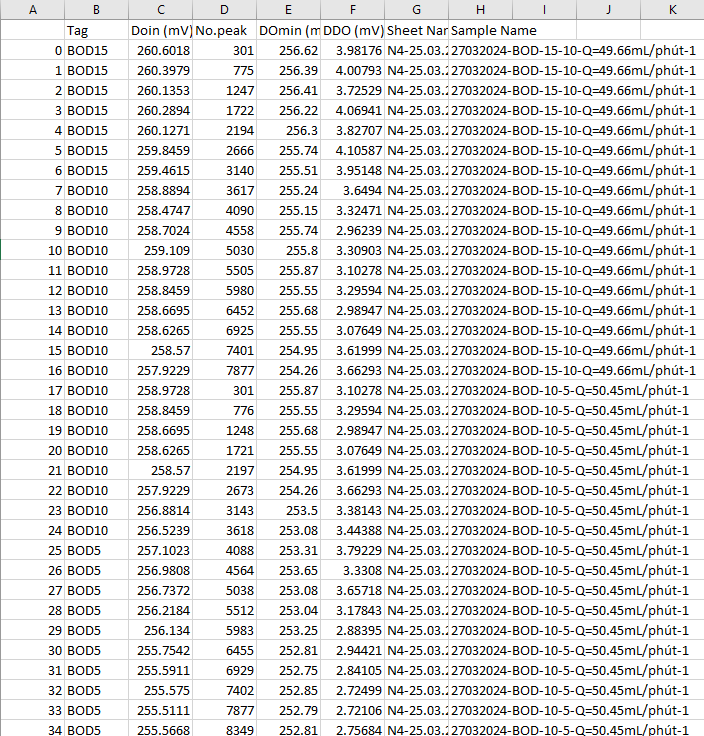 A B C D E F G H I J K
Tag Doin (mV) No.peak DOmin (m DDO (mV) Sheet Nar Sample Name
0 BOD15 260.6018 301 256.62 3.98176 N4-25.03.2 27032024-BOD-15-10-Q=49.66mL/phút-1
1 BOD15 260.3979 775 256.39 4.00793 N4-25.03.2 27032024-BOD-15-10-Q=49.66mL/phút-1
2 BOD15 260.1353 1247 256.41 3.72529 N4-25.03.2 27032024-BOD-15-10-Q=49.66mL/phút-1
3 BOD15 260.2894 1722 256.22 4.06941 N4-25.03.2 27032024-BOD-15-10-Q=49.66mL/phút-1
4 BOD15 260.1271 2194 256.3 3.82707 N4-25.03.2 27032024-BOD-15-10-Q=49.66mL/phút-1
5 BOD15 259.8459 2666 255.74 4.10587 N4-25.03.2 27032024-BOD-15-10-Q=49.66mL/phút-1
6 BOD15 259.4615 3140 255.51 3.95148 N4-25.03.2 27032024-BOD-15-10-Q=49.66mL/phút-1
7 BOD10 258.8894 3617 255.24 3.6494 N4-25.03.2 27032024-BOD-15-10-Q=49.66mL/phút-1
8 BOD10 258.4747 4090 255.15 3.32471 N4-25.03.2 27032024-BOD-15-10-Q=49.66mL/phút-1
9 BOD10 258.7024 4558 255.74 2.96239 N4-25.03.2 27032024-BOD-15-10-Q=49.66mL/phút-1
10 BOD10 259.109 5030 255.8 3.30903 N4-25.03.2 27032024-BOD-15-10-Q=49.66mL/phút-1
11 BOD10 258.9728 5505 255.87 3.10278 N4-25.03.2 27032024-BOD-15-10-Q=49.66mL/phút-1
12 BOD10 258.8459 5980 255.55 3.29594 N4-25.03.2 27032024-BOD-15-10-Q=49.66mL/phút-1
13 BOD10 258.6695 6452 255.68 2.98947 N4-25.03.2 27032024-BOD-15-10-Q=49.66mL/phút-1
14 BOD10 258.6265 6925 255.55 3.07649 N4-25.03.2 27032024-BOD-15-10-Q=49.66mL/phút-1
15 BOD10 258.57 7401 254.95 3.61999 N4-25.03.2 27032024-BOD-15-10-Q=49.66mL/phút-1
16 BOD10 257.9229 7877 254.26 3.66293 N4-25.03.2 27032024-BOD-15-10-Q=49.66mL/phút-1
17 BOD10 258.9728 301 255.87 3.10278 N4-25.03.2 27032024-BOD-10-5-Q=50.45mL/phút-1
18 BOD10 258.8459 776 255.55 3.29594 N4-25.03.2 27032024-BOD-10-5-Q=50.45mL/phút-1
19 BOD10 258.6695 1248 255.68 2.98947 N4-25.03.2 27032024-BOD-10-5-Q=50.45mL/phút-1
20 BOD10 258.6265 1721 255.55 3.07649 N4-25.03.2 27032024-BOD-10-5-Q=50.45mL/phút-1
21 BOD10 258.57 2197 254.95 3.61999 N4-25.03.2 27032024-BOD-10-5-Q=50.45mL/phút-1
22 BOD10 257.9229 2673 254.26 3.66293 N4-25.03.2 27032024-BOD-10-5-Q=50.45mL/phút-1
23 BOD10 256.8814 3143 253.5 3.38143 N4-25.03.2 27032024-BOD-10-5-Q=50.45mL/phút-1
24 BOD10 256.5239 3618 253.08 3.44388 N4-25.03.2 27032024-BOD-10-5-Q=50.45mL/phút-1
25 BOD5 257.1023 4088 253.31 3.79229 N4-25.03.2 27032024-BOD-10-5-Q=50.45mL/phút-1
26 BOD5 256.9808 4564 253.65 3.3308 N4-25.03.2 27032024-BOD-10-5-Q=50.45mL/phút-1
27 BOD5 256.7372 5038 253.08 3.65718 N4-25.03.2 27032024-BOD-10-5-Q=50.45mL/phút-1
28 BOD5 256.2184 5512 253.04 3.17843 N4-25.03.2 27032024-BOD-10-5-Q=50.45mL/phút-1
29 BOD5 256.134 5983 253.25 2.88395 N4-25.03.2 27032024-BOD-10-5-Q=50.45mL/phút-1
30 BOD5 255.7542 6455 252.81 2.94421 N4-25.03.2 27032024-BOD-10-5-Q=50.45mL/phút-1
31 BOD5 255.5911 6929 252.75 2.84105 N4-25.03.2 27032024-BOD-10-5-Q=50.45mL/phút-1
32 BOD5 255.575 7402 252.85 2.72499 N4-25.03.2 27032024-BOD-10-5-Q=50.45mL/phút-1
33 BOD5 255.5111 7877 252.79 2.72106 N4-25.03.2 27032024-BOD-10-5-Q=50.45mL/phút-1
34 BOD5 255.5668 8349 252.81 2.75684 N4-25.03.2 27032024-BOD-10-5-Q=50.45mL/phút-1